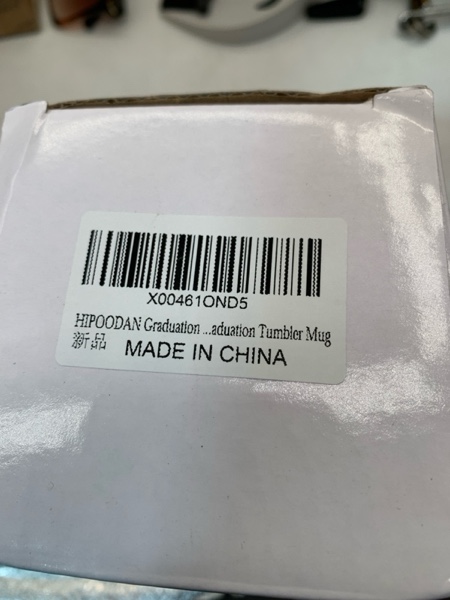 X00461OND5
HIPOODAN Graduation ...aduation Tumbler Mug
新品 MADE IN CHINA